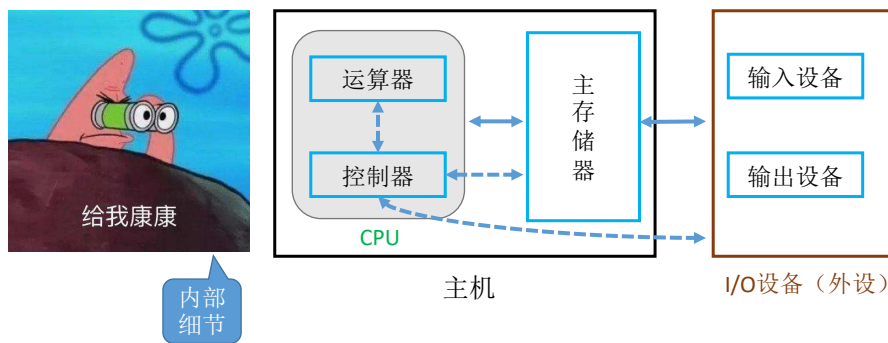 给我康康
内部
细节
运算器
控制器
CPU
主
存
储
器
主机
输入设备
输出设备
I/O设备（外设）